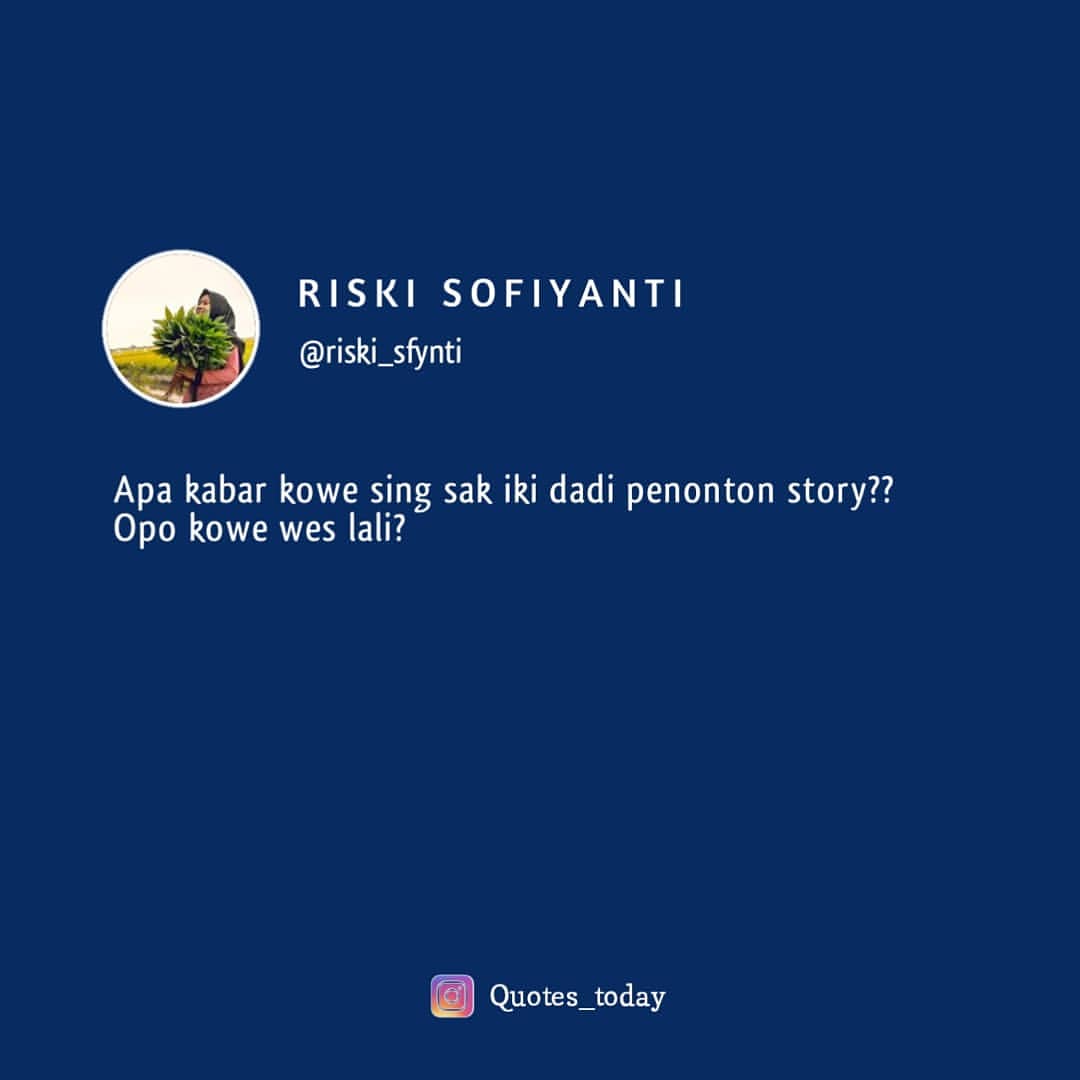 RISKI SOFIYANTI
@riski_sfynti
Apa kabar kowe sing sak iki dadi penonton story??
Opo kowe wes lali?
Quotes_today